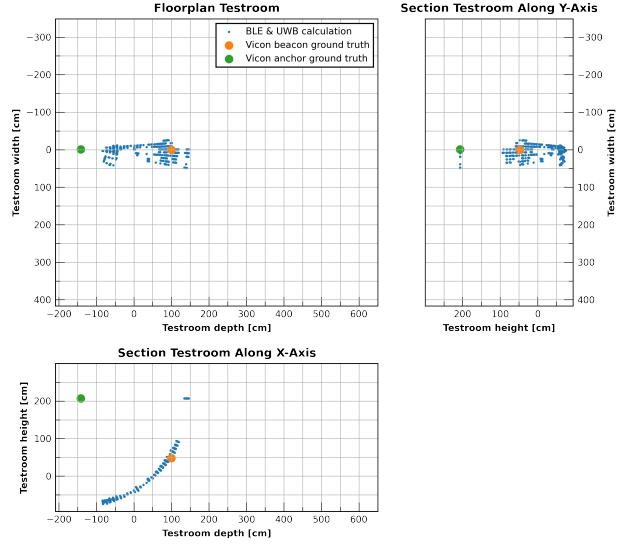 Floorplan Testroom
BLE & UWB calculation
Vicon beacon ground truth
Vicon anchor ground truth
−300
−200
−100
0
100
200
300
400
Testroom width [cm]
−200 −100 0 100 200 300 400 500 600
Testroom depth [cm]
Section Testroom Along Y-Axis
−300
−200
−100
0
100
200
300
400
Testroom width [cm]
200 100 0
Testroom height [cm]
Section Testroom Along X-Axis
200
100
0
Testroom height [cm]
−200 −100 0 100 200 300 400 500 600
Testroom depth [cm]